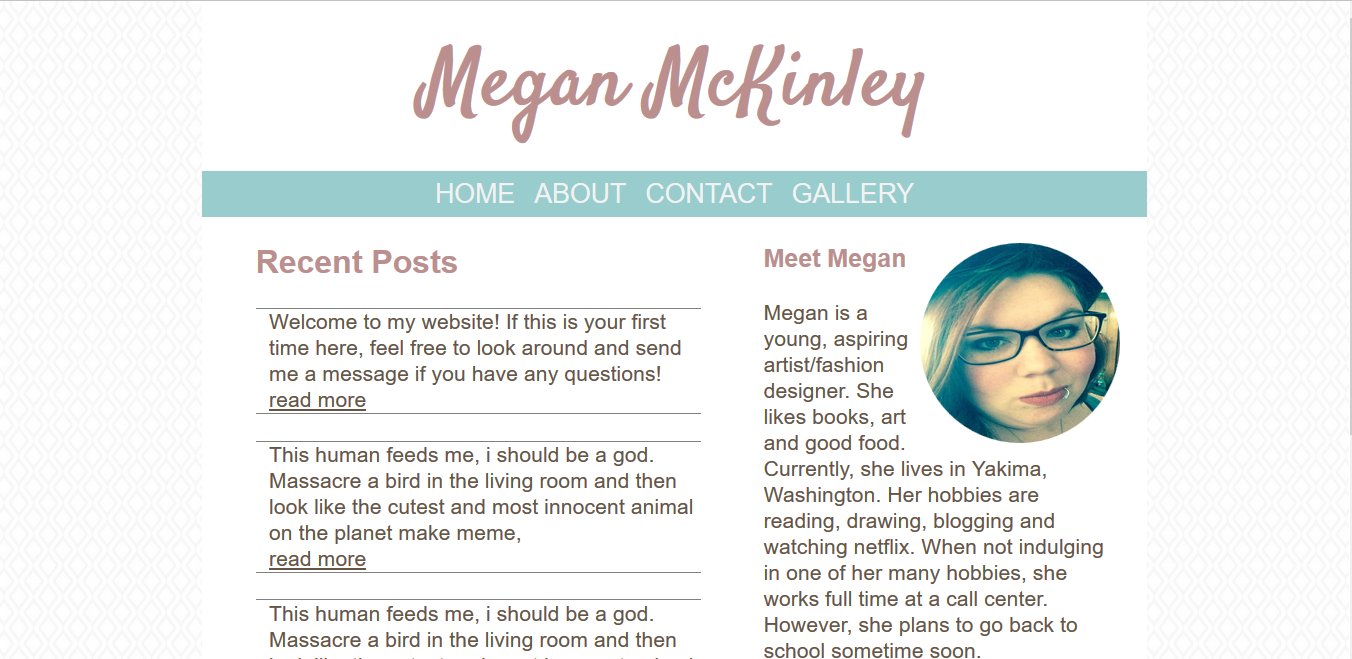 Megan McKinley
HOME ABOUT CONTACT GALLERY
Recent Posts
Welcome to my website! If this is your first
time here, feel free to look around and send
me a message if you have any questions!
read more
This human feeds me, i should be a god.
Massacre a bird in the living room and then
look like the cutest and most innocent animal
on the planet make meme,
read more
This human feeds me, i should be a god.
Massacre a bird in the living room and then
Meet Megan
Megan is a
young, aspiring
artist/fashion
designer. She
likes books, art
and good food.
Currently, she lives in Yakima,
Washington. Her hobbies are
reading, drawing, blogging and
watching netflix. When not indulging
in one of her many hobbies, she
works full time at a call center.
However, she plans to go back to
school sometime soon.